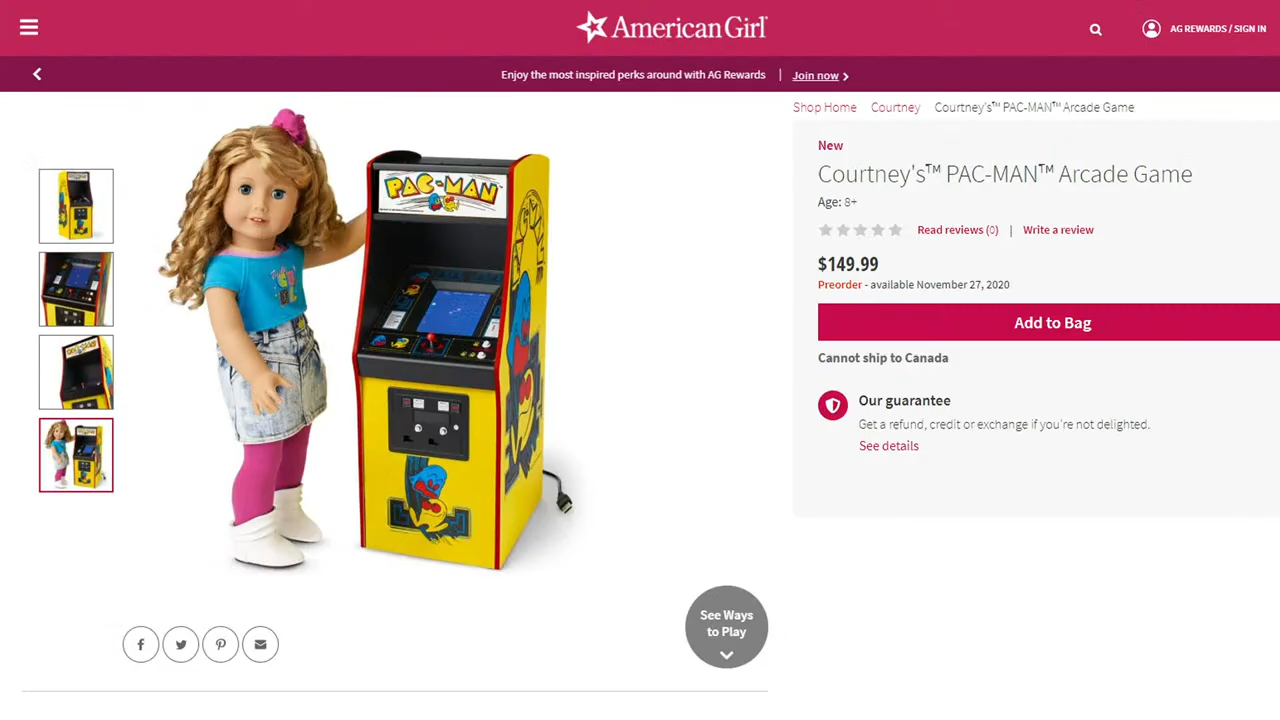 American Girl
AG REWARDS / SIGN IN
Enjoy the most inspired perks around with AG Rewards | Join now
Shop Home Courtney Courtney's™ PAC-MAN™ Arcade Game
New
Courtney's™ PAC-MAN™ Arcade Game
Age: 8+
Read reviews (0) | Write a review
$149.99
Preorder - available November 27, 2020
Add to Bag
Cannot ship to Canada
Our guarantee
Get a refund, credit or exchange if you're not delighted.
See details
PAC-MAN
See Ways
to Play